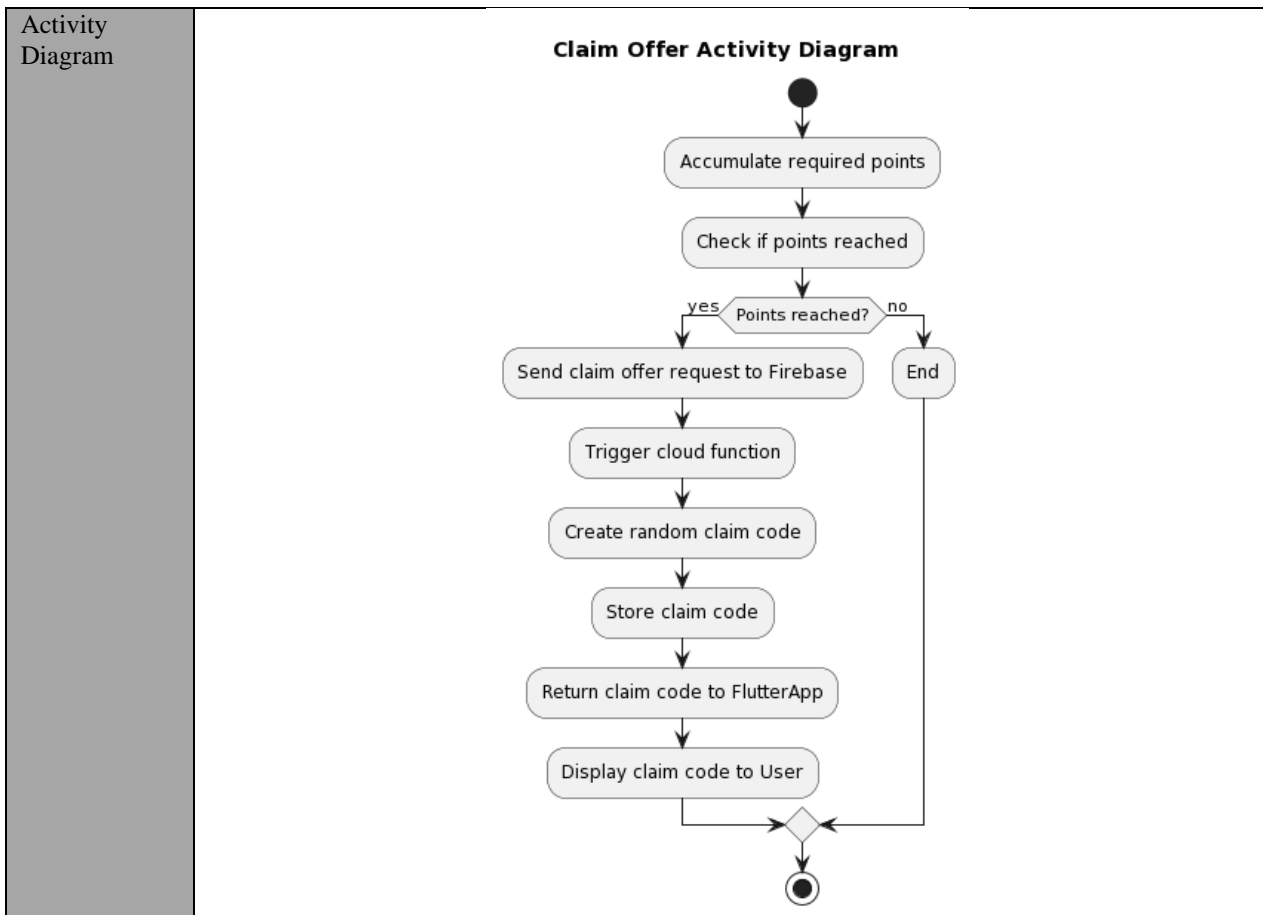 Activity
Diagram
Claim Offer Activity Diagram
Accumulate required points
Check if points reached
yes
Points reached?
no
Send claim offer request to Firebase
End
Trigger cloud function
Create random claim code
Store claim code
Return claim code to FlutterApp
Display claim code to User